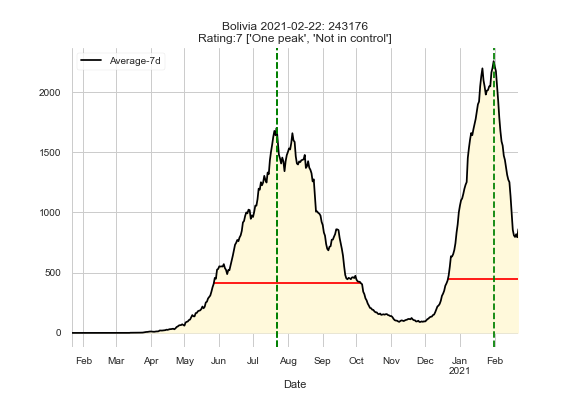 Bolivia 2021-02-22: 243176
Rating:7 ['One peak', 'Not in control']
Average-7d
2000
1500
1000
500
0
Feb Mar Apr May Jun Jul Aug Sep Oct Nov Dec Jan Feb
2021
Date